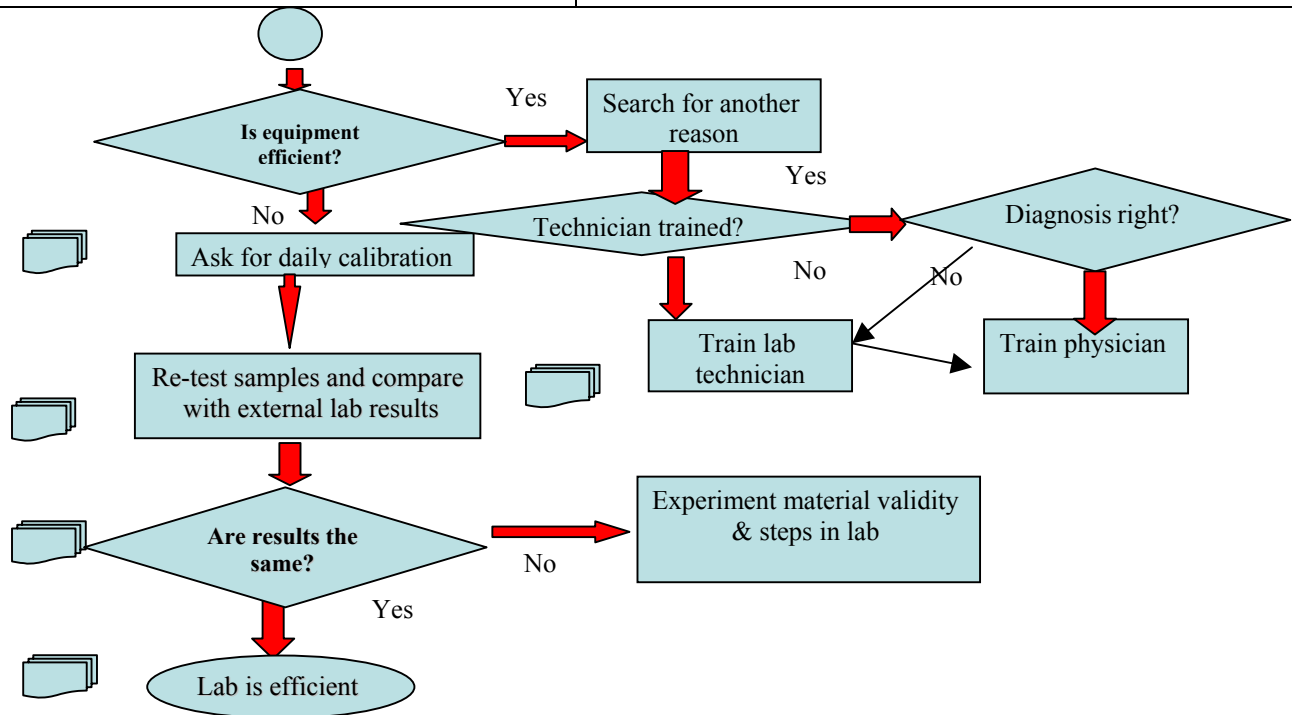 Yes
Search for another
reason
Is equipment
efficient?
Yes
No
Technician trained?
Diagnosis right?
Ask for daily calibration
No
No
Train lab
technician
Train physician
Re-test samples and compare
with external lab results
Experiment material validity
& steps in lab
Are results the
same?
No
Yes
Lab is efficient